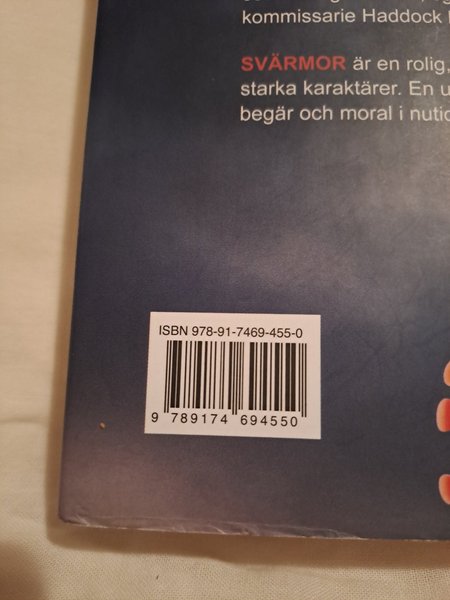 kommissarie Haddock
SVÄRMOR är en rolig,
starka karaktärer. En
begär och moral i
ISBN 978-91-7469-455-0
9 789174 694550